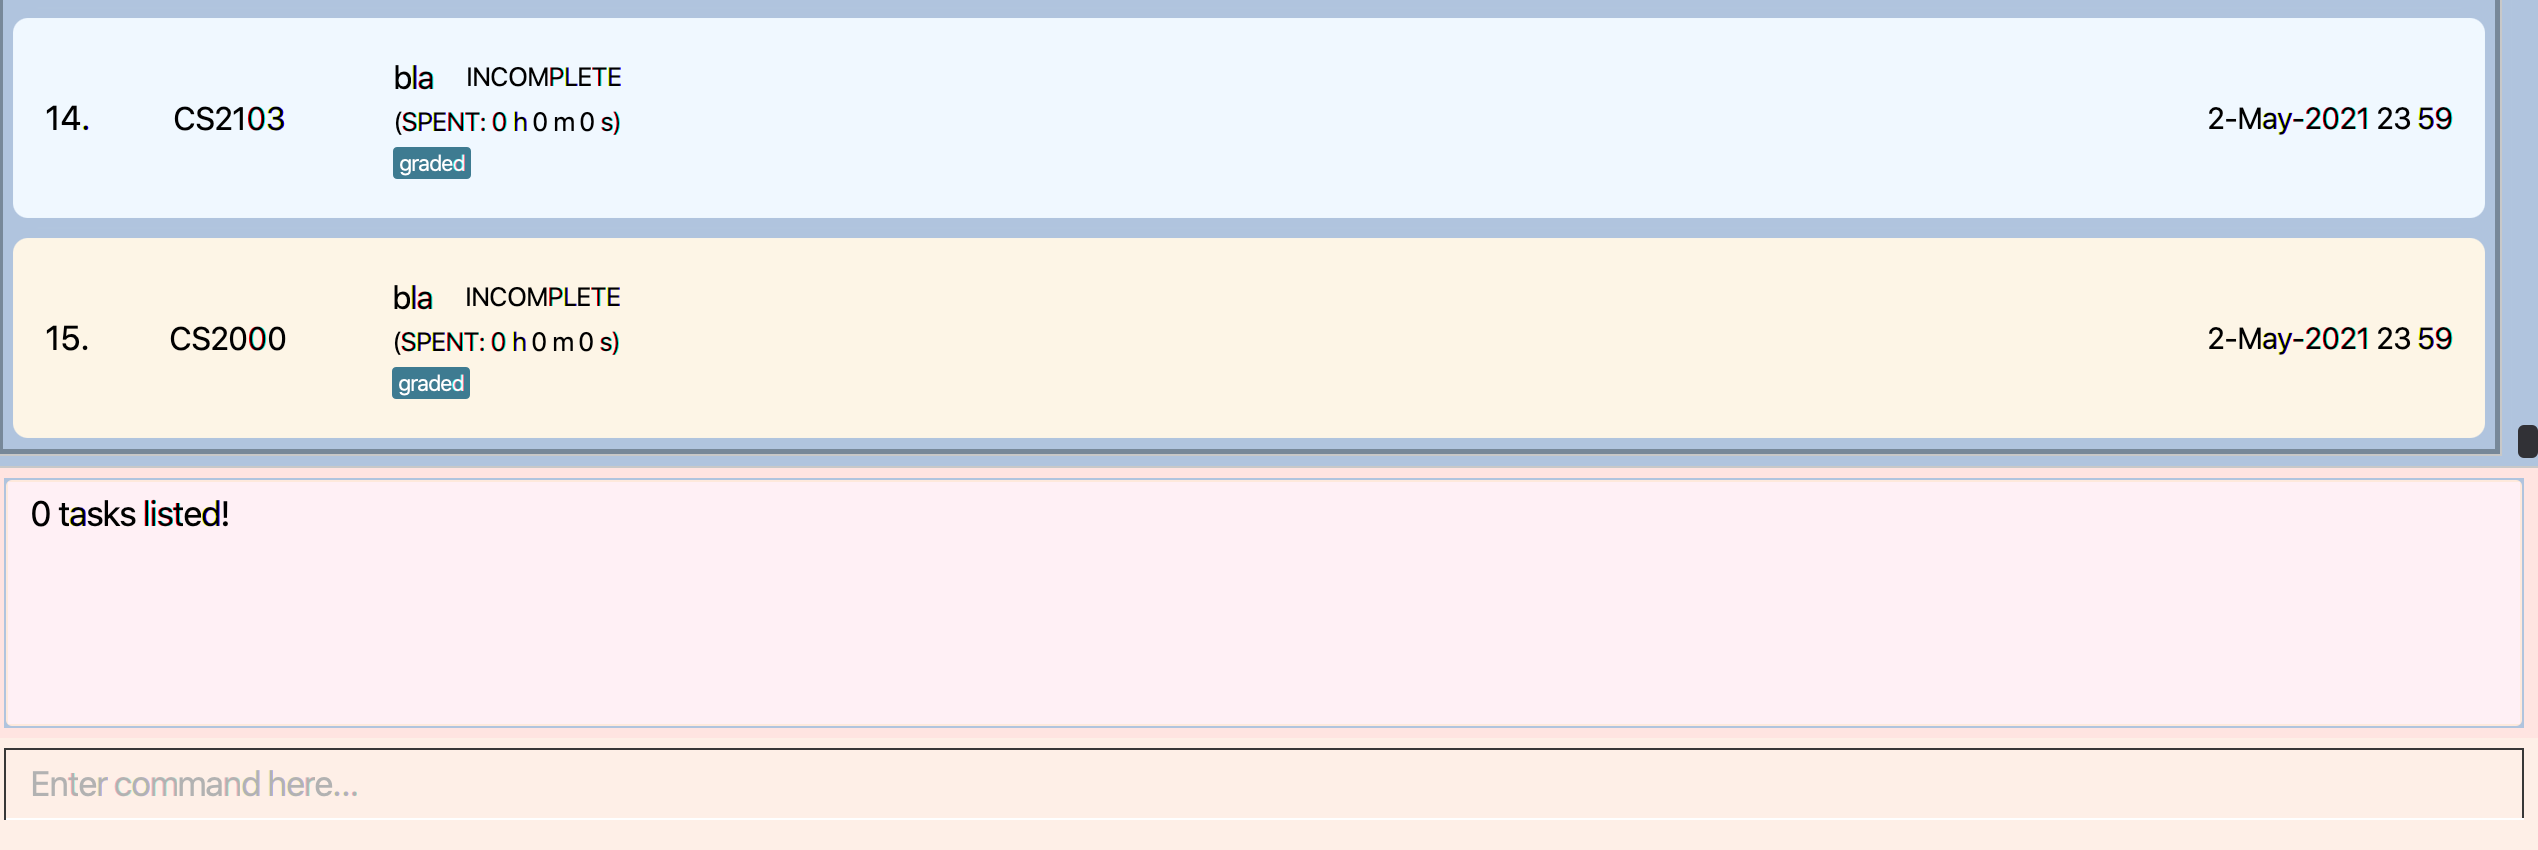 14. CS2103 bla INCOMPLETE
(SPENT: 0 h 0 m 0 s)
graded
2-May-2021 23 59
15. CS2000 bla INCOMPLETE
(SPENT: 0 h 0 m 0 s)
graded
2-May-2021 23 59
0 tasks listed!
Enter command here...